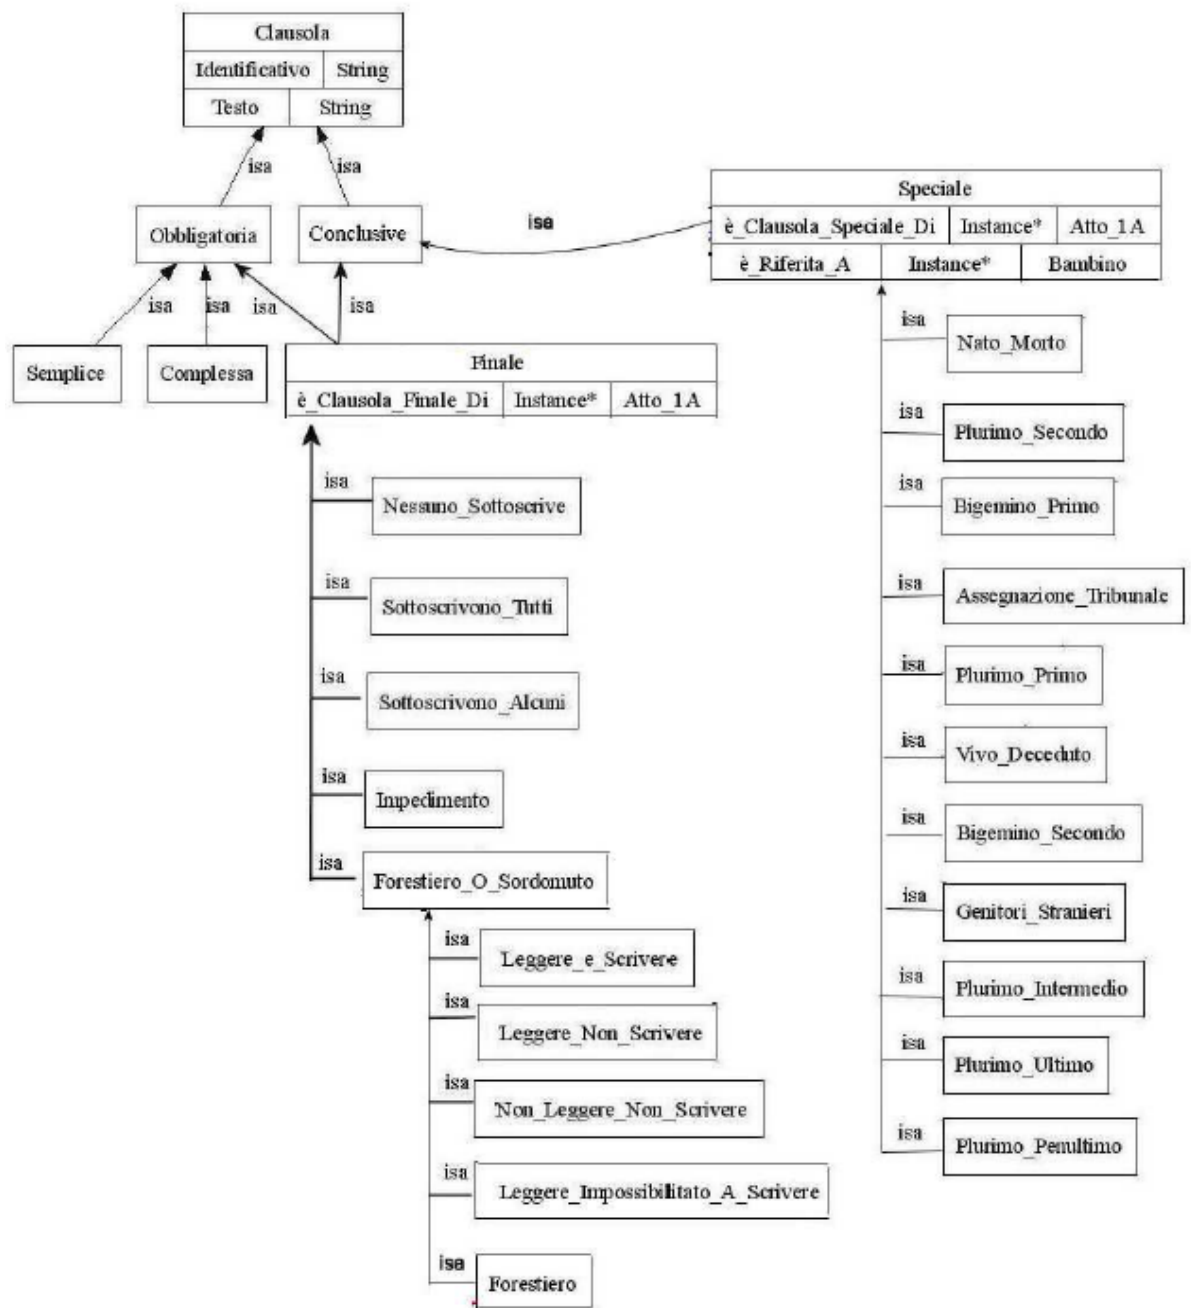 Clausola
Identificativo String
Testo String
isa isa
Obbligatoria
Conclusive
isa
Speciale
è_Clausola_Speciale_Di Instance* Atto_1A
è_Riferita_A Instance* Bambino
isa isa isa isa
Semplice
Complessa
Finale
è_Clausola_Finale_Di Instance* Atto_1A
isa
Nessuno_Sottoscrive
isa
Sottoscrivono_Tutti
isa
Sottoscrivono_Alcuni
isa
Impedimento
isa
Forestiero_O_Sordomuto
isa
Leggere_e_Scrivere
isa
Leggere_Non_Scrivere
isa
Non_Leggere_Non_Scrivere
isa
Leggere_Impossibilitato_A_Scrivere
isa
Forestiero
isa
Nato_Morto
isa
Plurimo_Secondo
isa
Bigemino_Primo
isa
Assegnazione_Tribunale
isa
Plurimo_Primo
isa
Vivo_Deceduto
isa
Bigemino_Secondo
isa
Genitori_Stranieri
isa
Plurimo_Intermedio
isa
Plurimo_Ultimo
isa
Plurimo_Penultimo